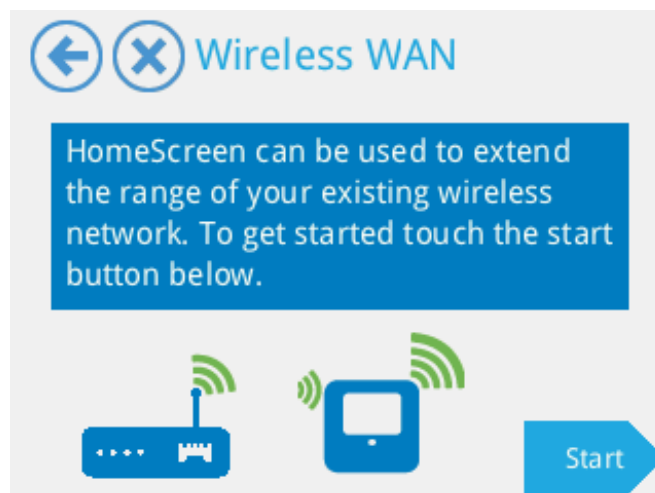 Wireless WAN
HomeScreen can be used to extend
the range of your existing wireless
network. To get started touch the start
button below.
Start